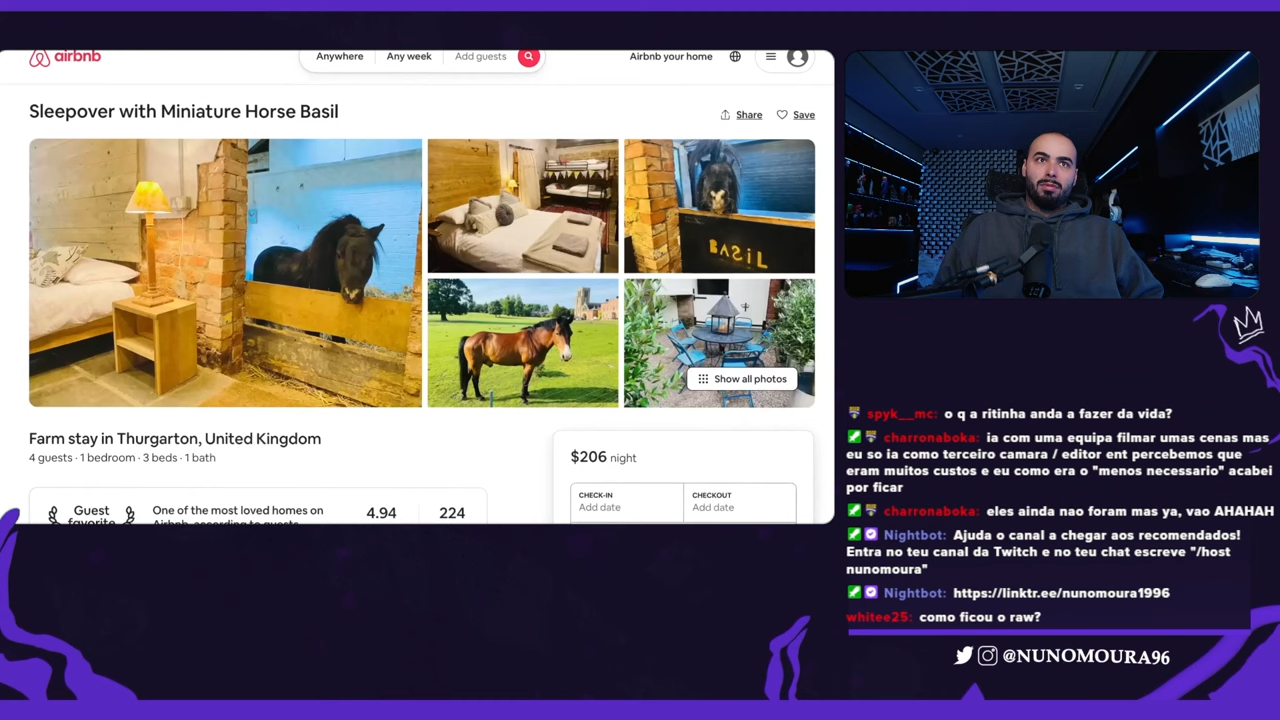 airbnb
Anywhere
Any week
Add guests
Airbnb your home
Sleepover with Miniature Horse Basil
Share
Save
BASIL
Show all photos
Farm stay in Thurgarton, United Kingdom
4 guests · 1 bedroom · 3 beds · 1 bath
$206 night
CHECK-IN
Add date
CHECKOUT
Add date
Guest
favorite
One of the most loved homes on
Airbnb, according to guests
4.94
224
spyk__mc: o q a ritinha anda a fazer da vida?
charronaboka: ia com uma equipa filmar umas cenas mas
eu so ia como terceiro camara / editor ent percebemos que
eram muitos custos e eu como era o "menos necessario" acabei
por ficar
charronaboka: eles ainda nao foram mas ya, vao AHAHAH
Nightbot: Ajuda o canal a chegar aos recomendados!
Entra no teu canal da Twitch e no teu chat escreve "/host
nunomoura"
Nightbot: https://linktr.ee/nunomoura1996
whitee25: como ficou o raw?
@NUNOMOURA96